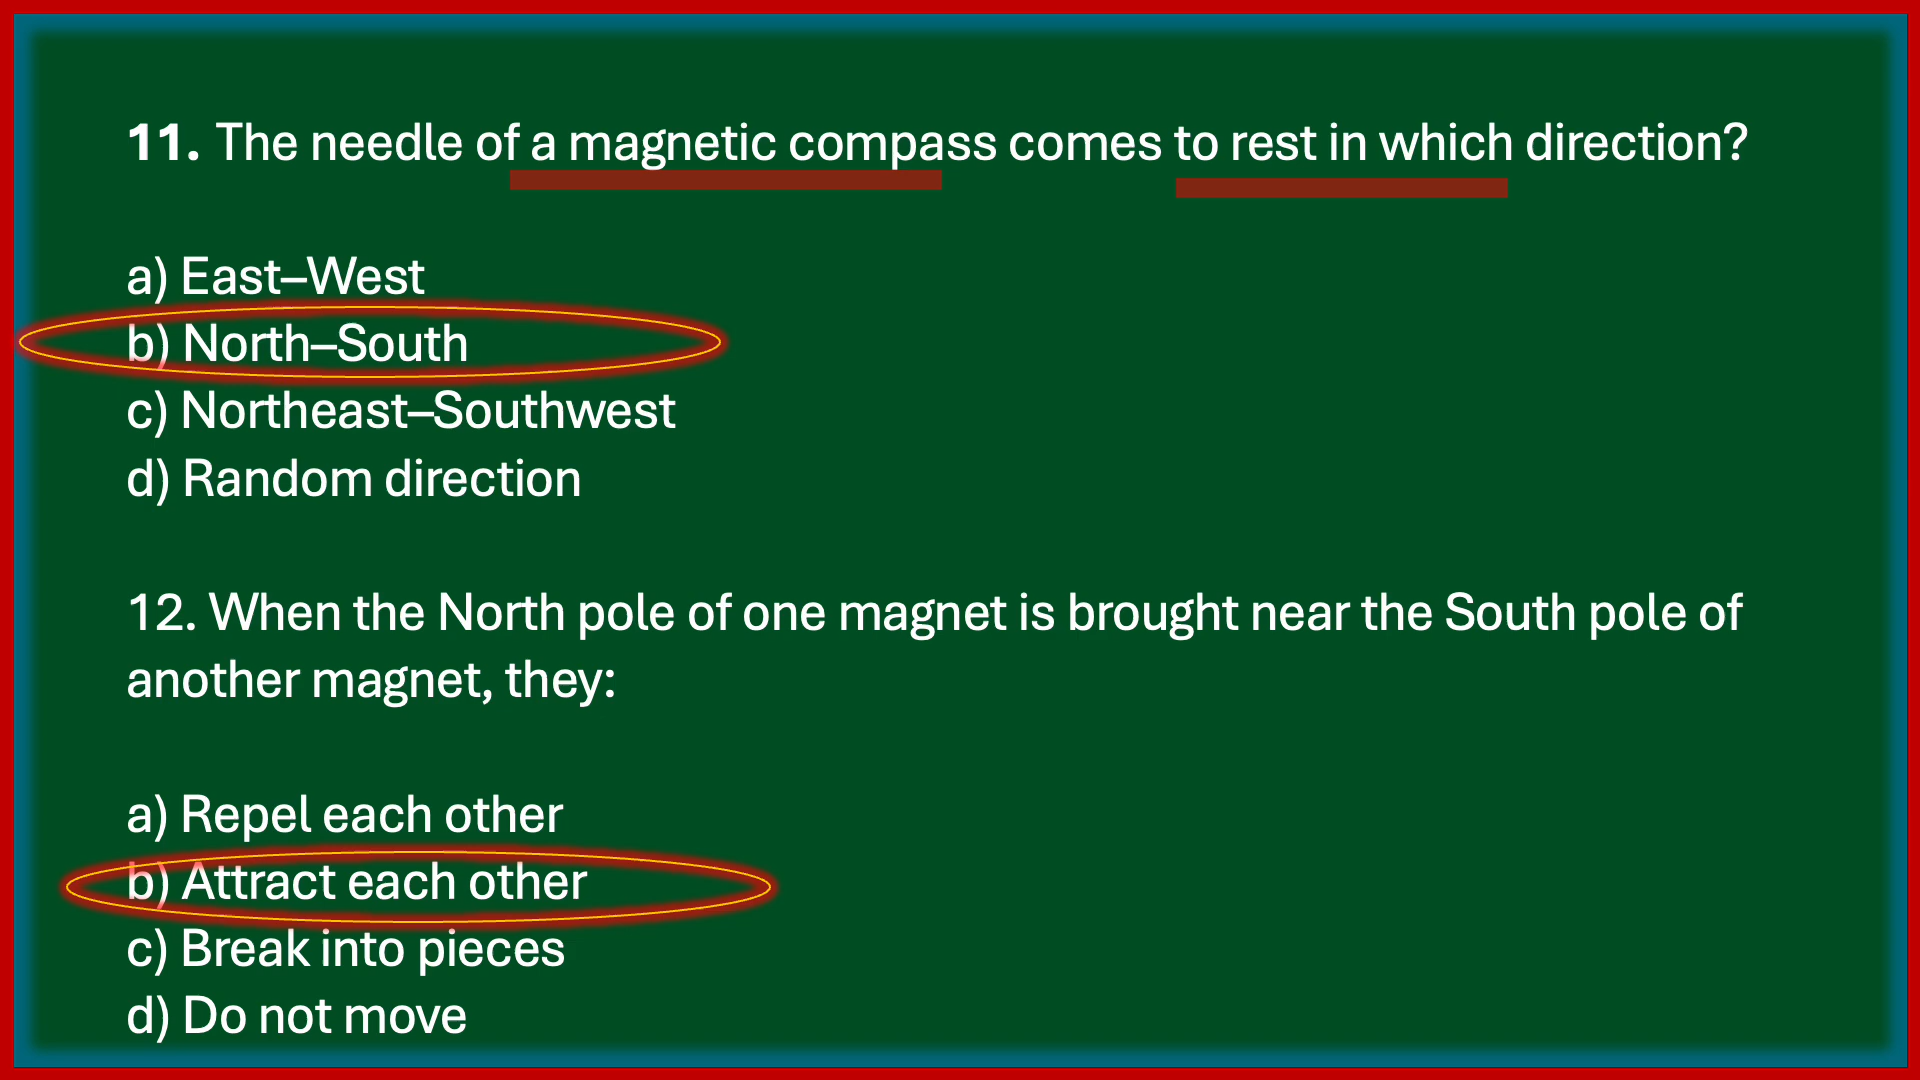 11. The needle of a magnetic compass comes to rest in which direction?
a) East–West
b) North–South
c) Northeast–Southwest
d) Random direction
12. When the North pole of one magnet is brought near the South pole of
another magnet, they:
a) Repel each other
b) Attract each other
c) Break into pieces
d) Do not move